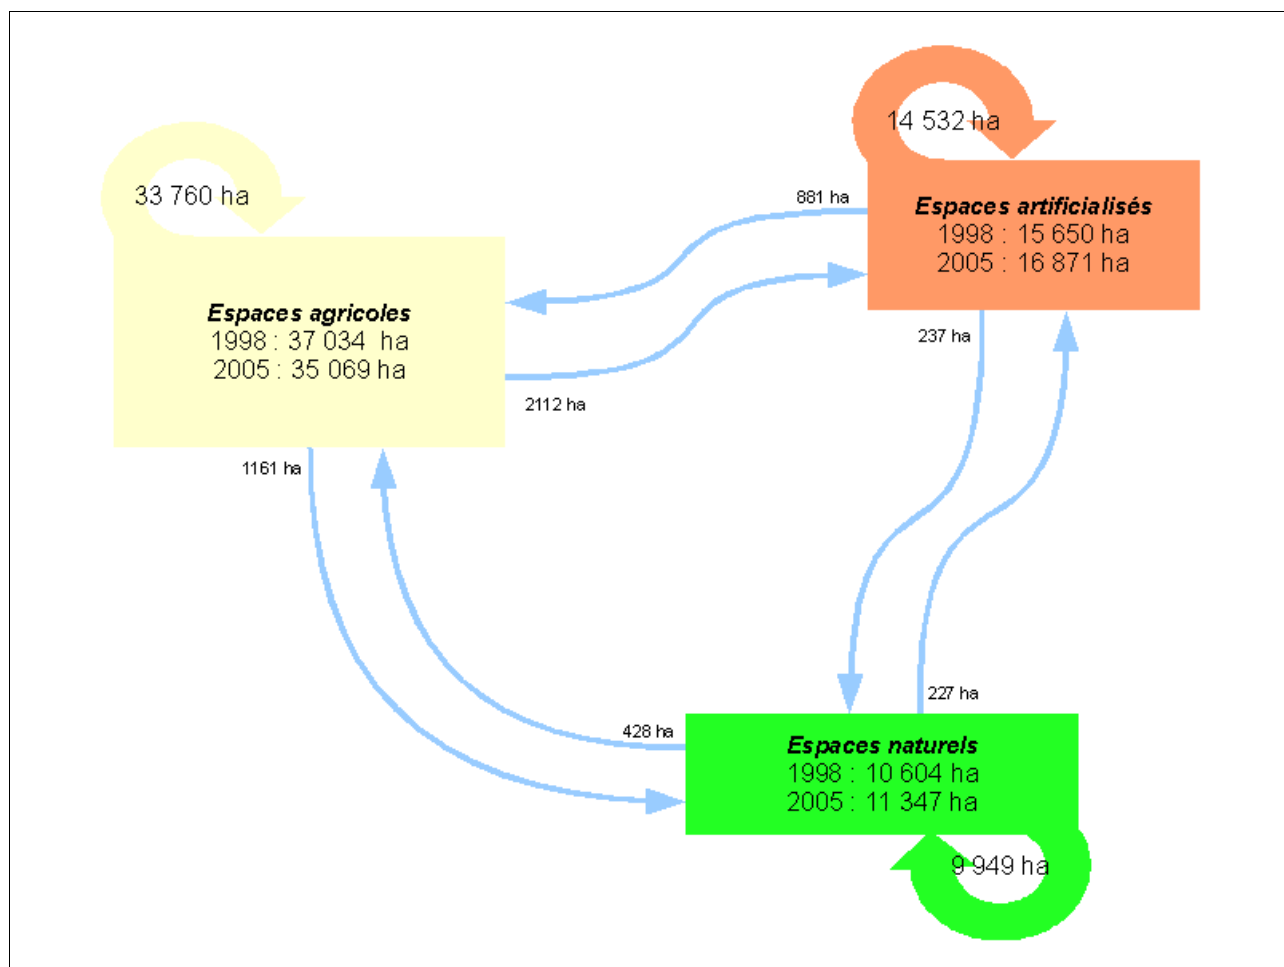 14 532 ha
33 760 ha
881 ha
Espaces artificialisés
1998 : 15 650 ha
2005 : 16 871 ha
Espaces agricoles
1998 : 37 034 ha
2005 : 35 069 ha
237 ha
2112 ha
1161 ha
227 ha
428 ha
Espaces naturels
1998 : 10 604 ha
2005 : 11 347 ha
9 949 ha